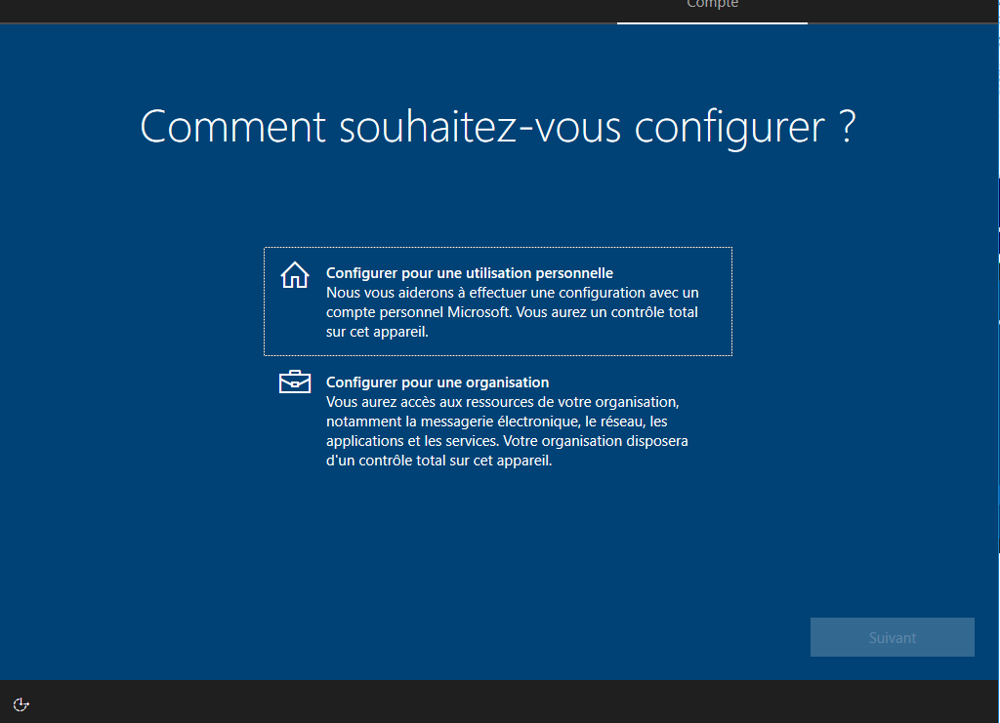 Compte
Comment souhaitez-vous configurer ?
Configurer pour une utilisation personnelle
Nous vous aiderons à effectuer une configuration avec un
compte personnel Microsoft. Vous aurez un contrôle total
sur cet appareil.
Configurer pour une organisation
Vous aurez accès aux ressources de votre organisation,
notamment la messagerie électronique, le réseau, les
applications et les services. Votre organisation disposera
d'un contrôle total sur cet appareil.
Suivant